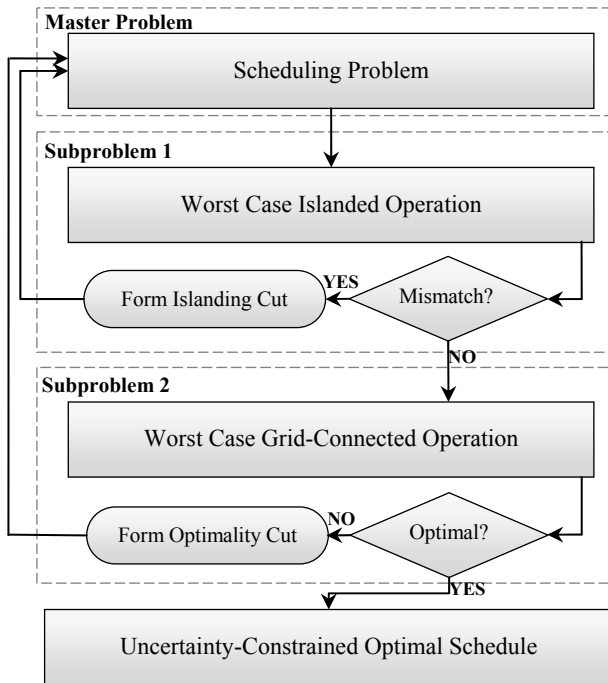 Master Problem
Scheduling Problem
Subproblem 1
Worst Case Islanded Operation
Form Islanding Cut
YES
Mismatch?
NO
Subproblem 2
Worst Case Grid-Connected Operation
Form Optimality Cut
NO
Optimal?
YES
Uncertainty-Constrained Optimal Schedule